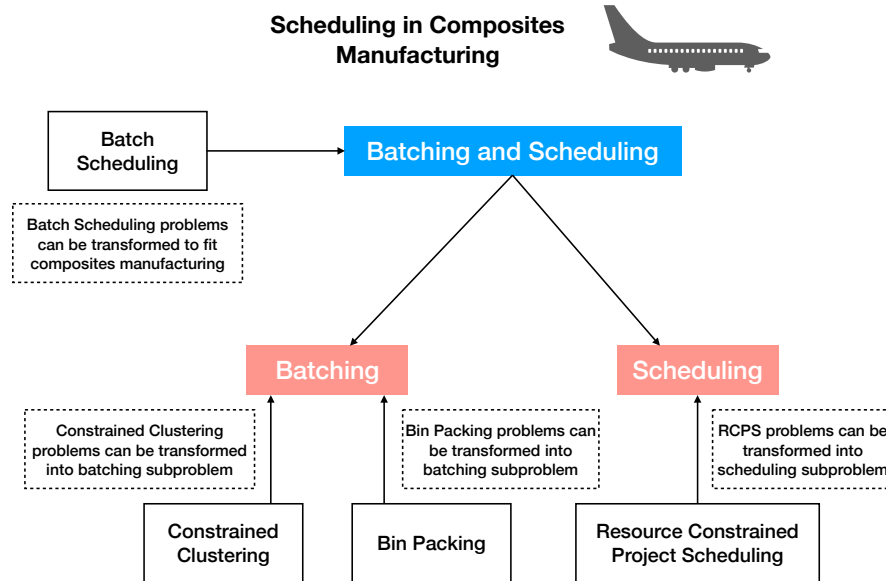 Scheduling in Composites
Manufacturing
Batch
Scheduling
Batching and Scheduling
Batch Scheduling problems
can be transformed to fit
composites manufacturing
Batching
Scheduling
Constrained Clustering
problems can be transformed
into batching subproblem
Bin Packing problems can
be transformed into
batching subproblem
RCPS problems can be
transformed into
scheduling subproblem
Constrained
Clustering
Bin Packing
Resource Constrained
Project Scheduling